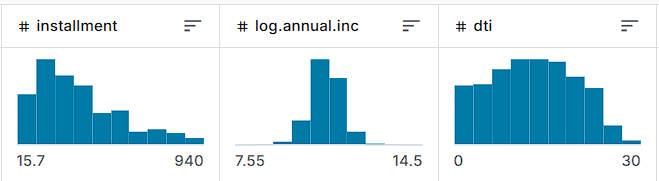 # installment
# log.annual.inc
# dti
15.7 940
7.55 14.5
0 30